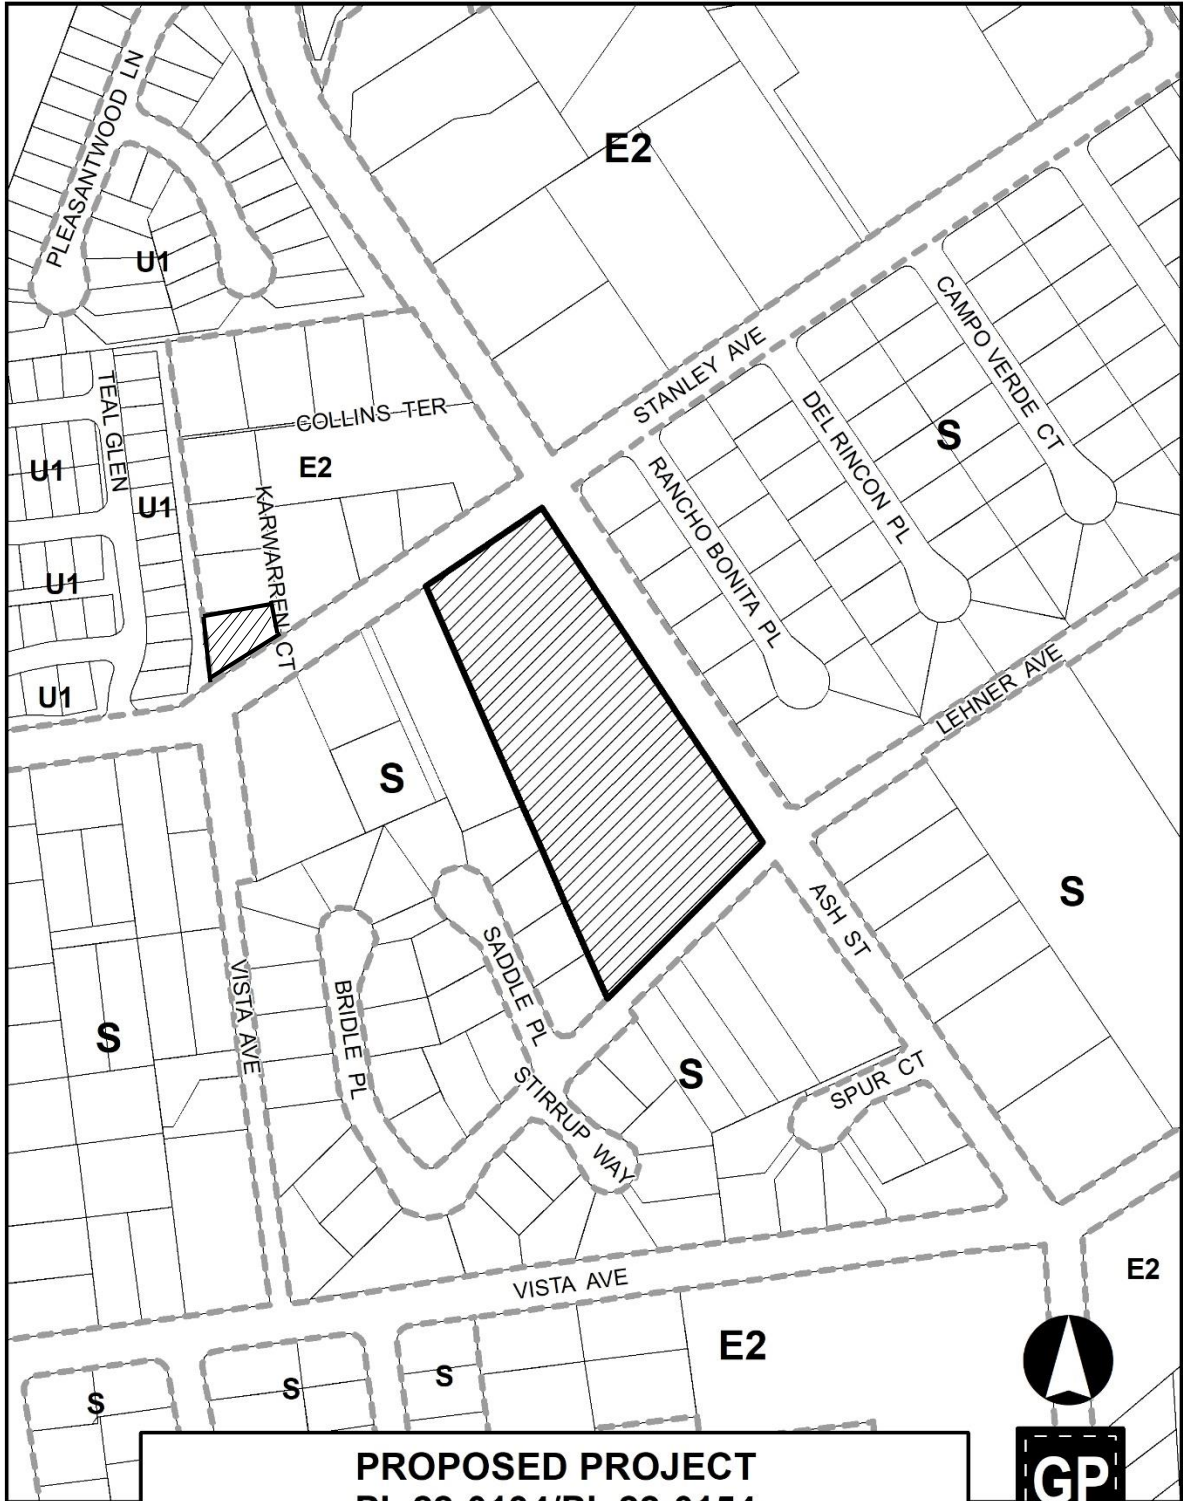 PLEASANTWOOD LN
E2
U1
STANLEY AVE
CAMPO VERDE CT
TEAL GLEN
COLLINS TER
DEL RINCON PL
S
U1
E2
RANCHO BONITA PL
U1
KARWARREN CT
U1
U1
LEHNER AVE
S
ASH ST
S
SADDLE PL
VISTA AVE
BRIDLE PL
S
S
STIRRUP WAY
SPUR CT
E2
VISTA AVE
E2
S
S
S
PROPOSED PROJECT
GP